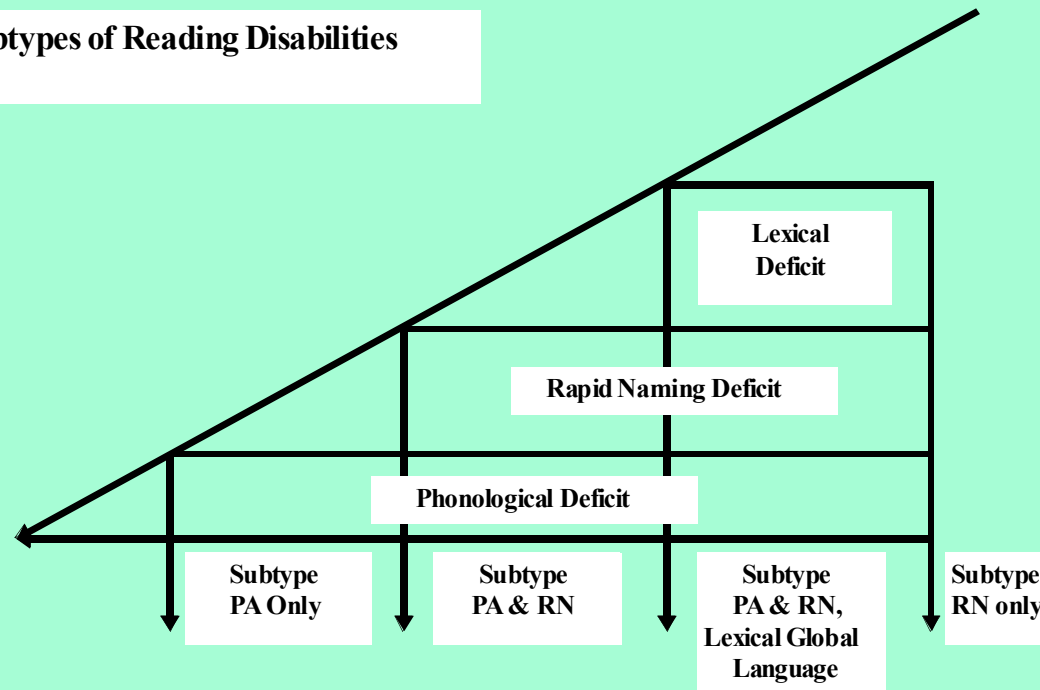 types of Reading Disabilities
Lexical
Deficit
Rapid Naming Deficit
Phonological Deficit
Subtype
PA Only
Subtype
PA & RN
Subtype
PA & RN,
Lexical Global
Language
Subtype
RN only